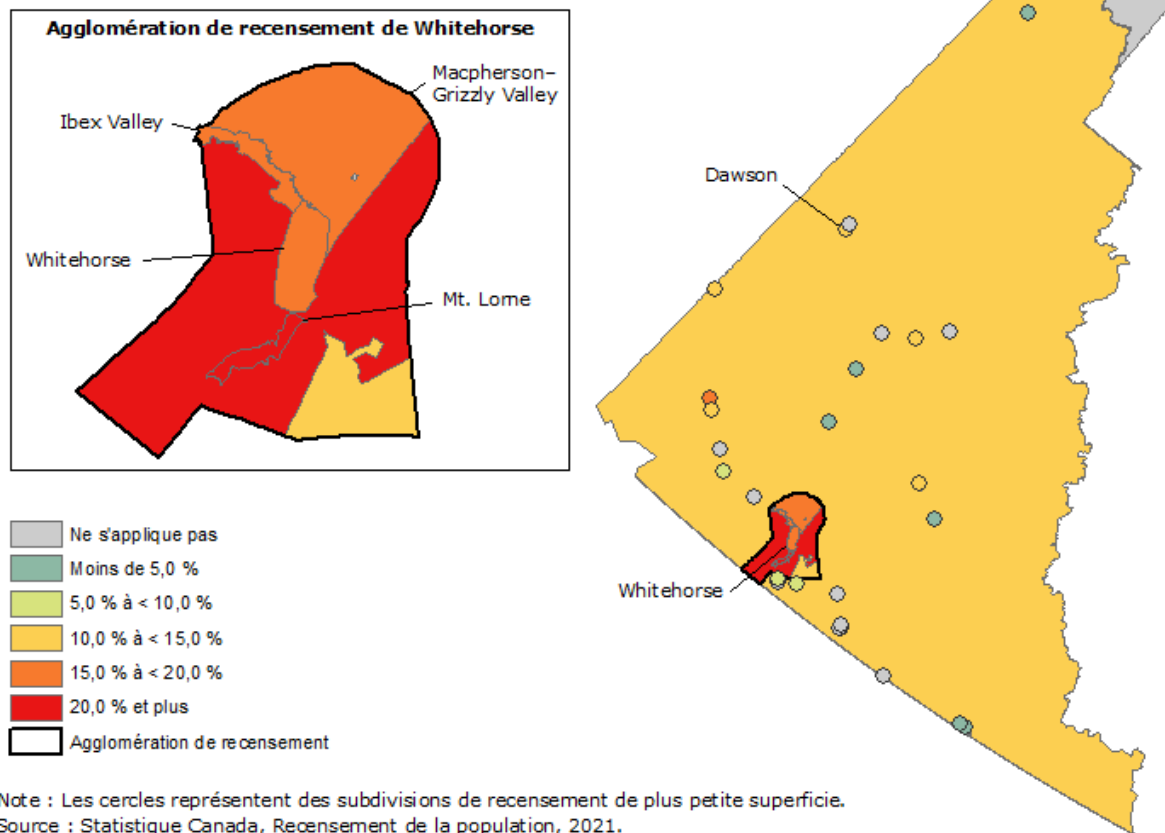 Agglomération de recensement de Whitehorse
Macpherson-
Grizzly Valley
Ibex Valley
Whitehorse
Mt. Lorne
Dawson
Whitehorse
Ne s'applique pas
Moins de 5,0 %
5,0 % à < 10,0 %
10,0 % à < 15,0 %
15,0 % à < 20,0 %
20,0 % et plus
Agglomération de recensement
Note : Les cercles représentent des subdivisions de recensement de plus petite superficie.
Source : Statistique Canada, Recensement de la population, 2021.